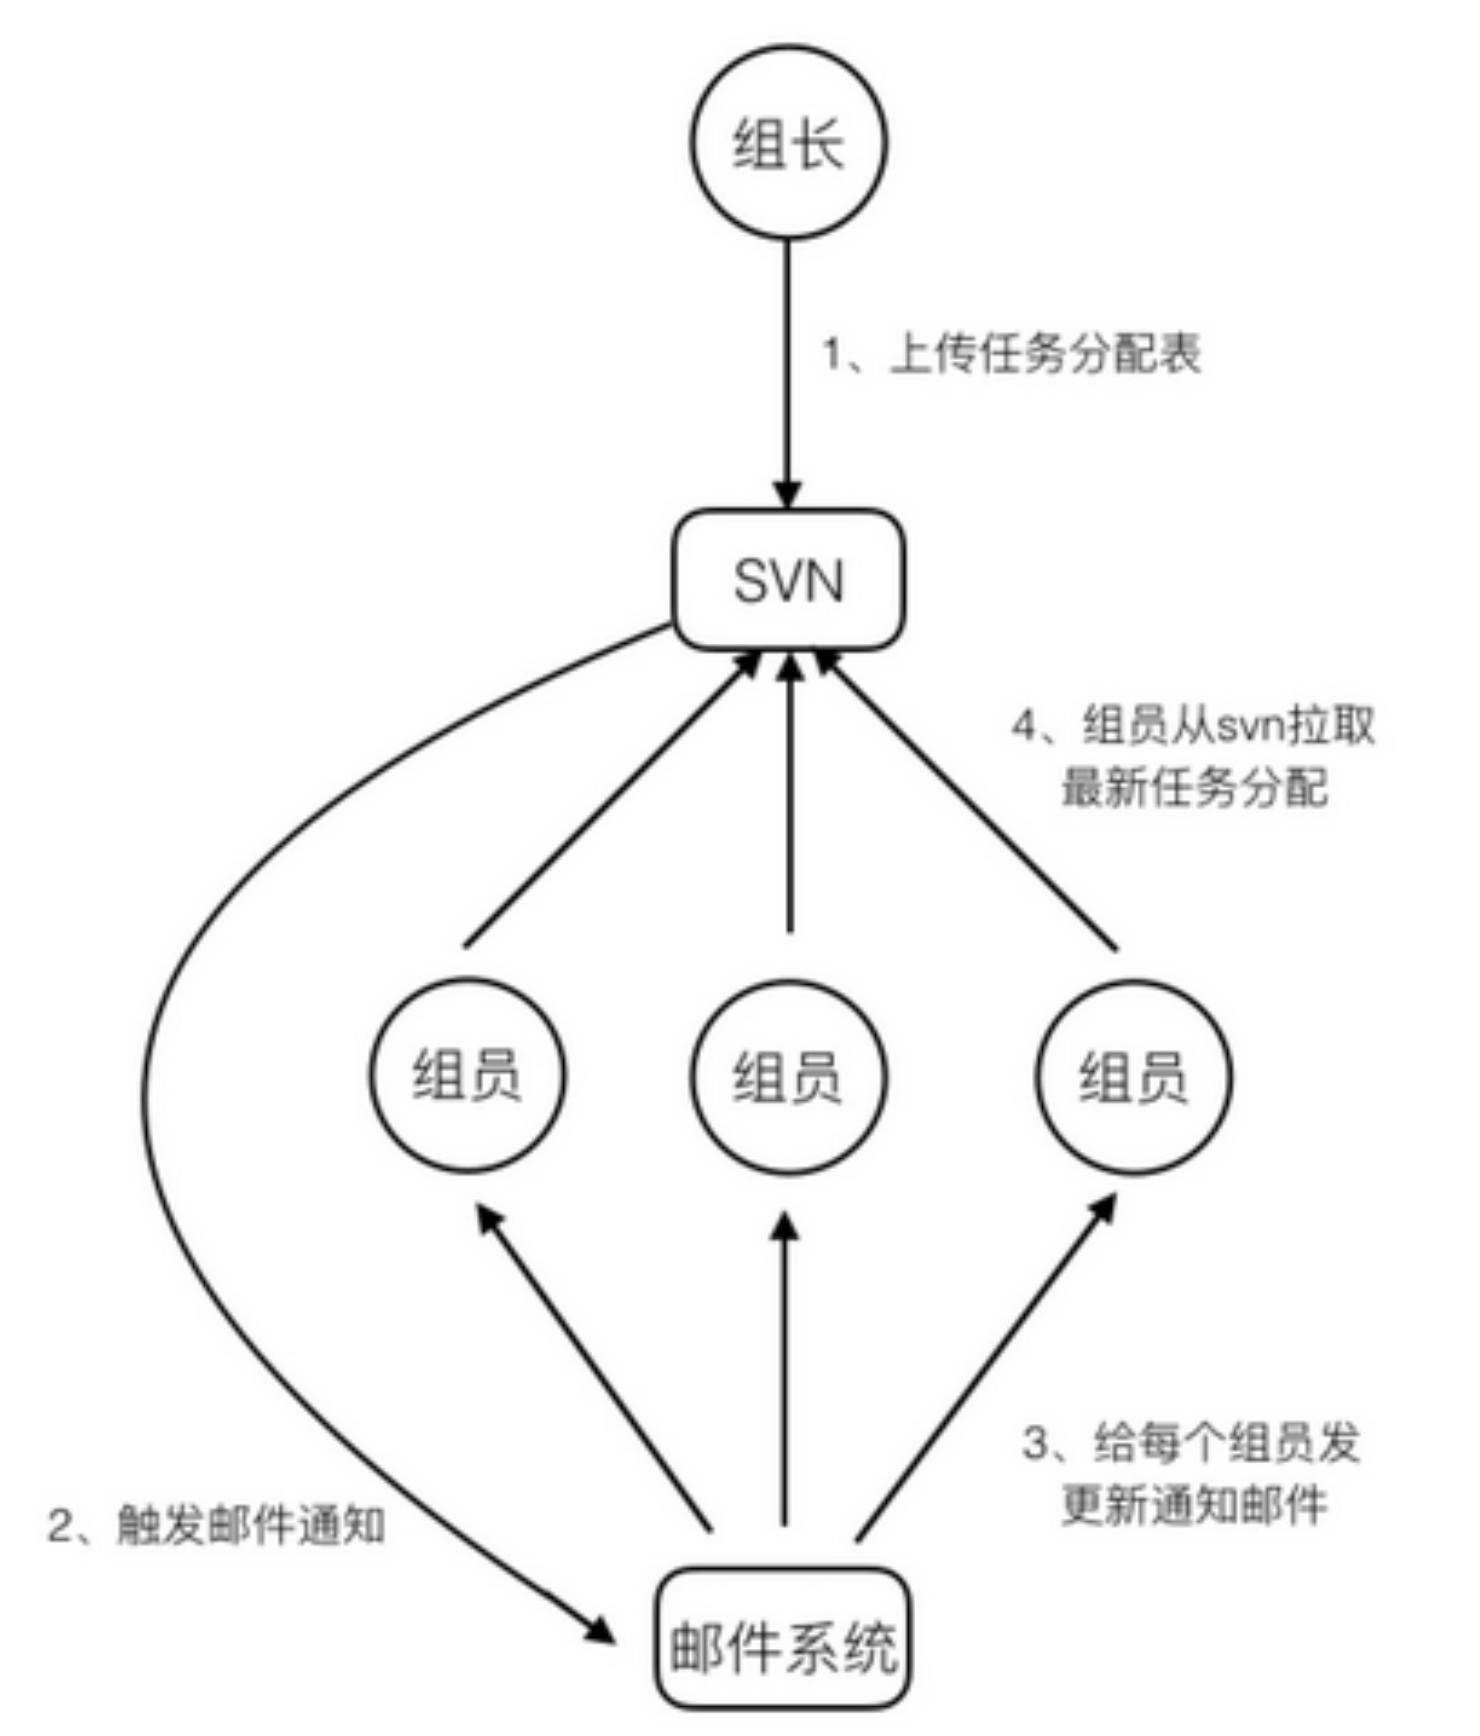 组长
1、上传任务分配表
SVN
4、组员从svn拉取
最新任务分配
组员
组员
组员
3、给每个组员发
更新通知邮件
2、触发邮件通知
邮件系统